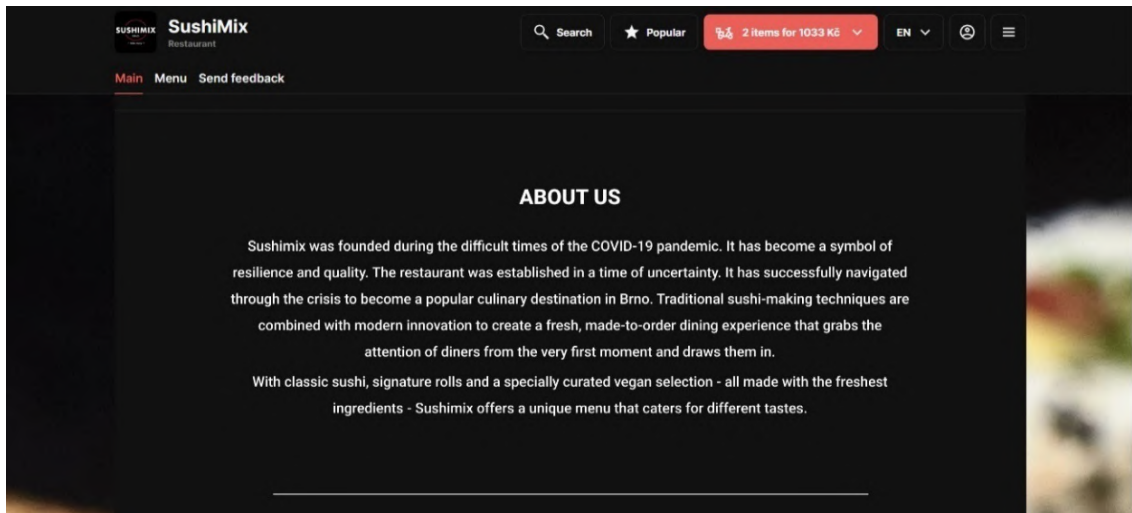 SUSHIMIX
SushiMix
Restaurant
Search
Popular
2 items for 1033 Kč
EN
Main
Menu
Send feedback
ABOUT US
Sushimix was founded during the difficult times of the COVID-19 pandemic. It has become a symbol of
resilience and quality. The restaurant was established in a time of uncertainty. It has successfully navigated
through the crisis to become a popular culinary destination in Brno. Traditional sushi-making techniques are
combined with modern innovation to create a fresh, made-to-order dining experience that grabs the
attention of diners from the very first moment and draws them in.
With classic sushi, signature rolls and a specially curated vegan selection - all made with the freshest
ingredients - Sushimix offers a unique menu that caters for different tastes.